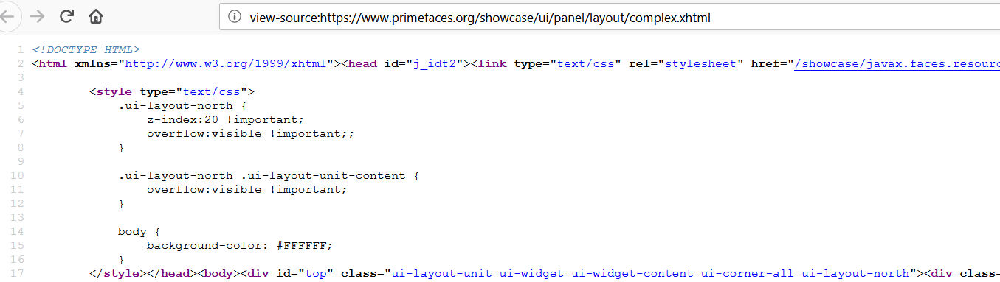 view-source:https://www.primefaces.org/showcase/ui/panel/layout/complex.xhtml
1 <!DOCTYPE HTML>
2 <html xmlns="http://www.w3.org/1999/xhtml"><head id="j_idt2"><link type="text/css" rel="stylesheet" href="/showcase/javax.faces.resourc
3
4 <style type="text/css">
5 .ui-layout-north {
6 z-index:20 !important;
7 overflow:visible !important;;
8 }
9
10 .ui-layout-north .ui-layout-unit-content {
11 overflow:visible !important;
12 }
13
14 body {
15 background-color: #FFFFFF;
16 }
17 </style></head><body><div id="top" class="ui-layout-unit ui-widget ui-widget-content ui-corner-all ui-layout-north"><div class=